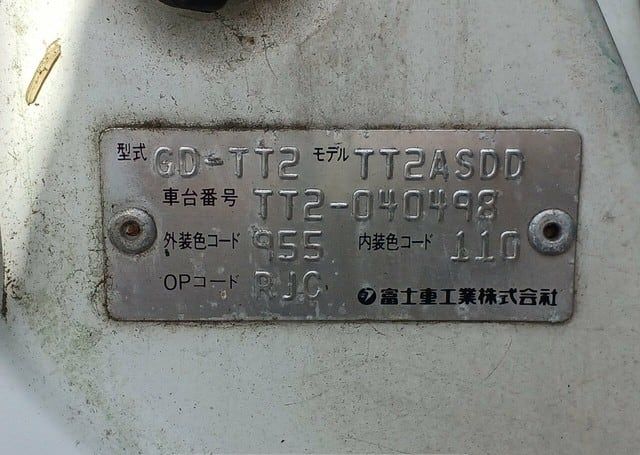 型式 GD-TT2 モデル TT2ASDD
車台番号 TT2-040498
外装色コード 955 内装色コード 110
OPコード RJC 富士重工業株式会社